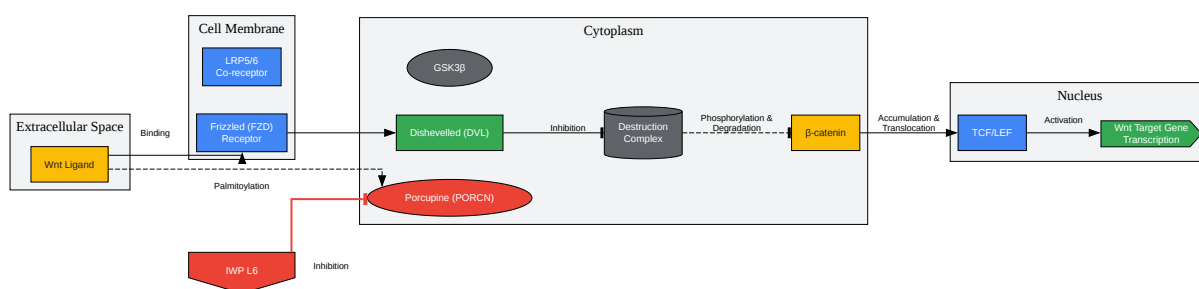 Cell Membrane
LRP5/6
Co-receptor
Frizzled (FZD)
Receptor
Extracellular Space
Wnt Ligand
Binding
Palmitoylation
Cytoplasm
GSK3β
Dishevelled (DVL)
Inhibition
Destruction
Complex
Phosphorylation &
Degradation
β-catenin
Porcupine (PORCN)
Accumulation &
Translocation
Nucleus
TCF/LEF
Activation
Wnt Target Gene
Transcription
IWP L6
Inhibition